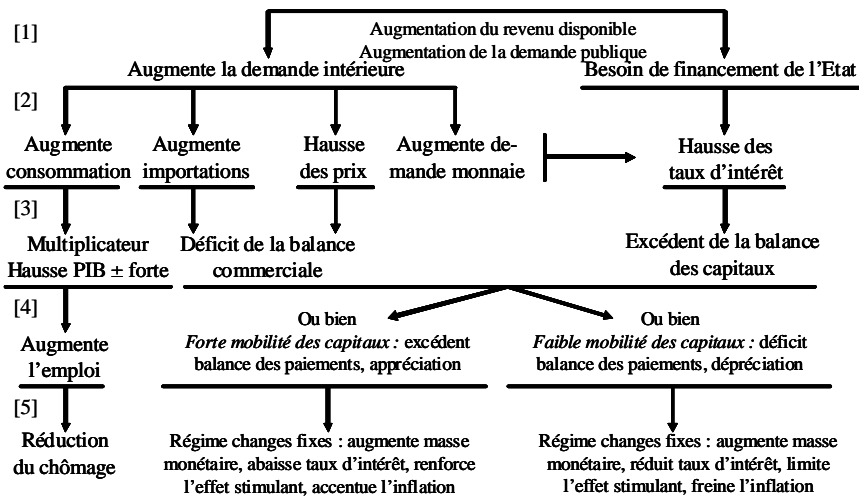 [1]
Augmentation du revenu disponible
Augmentation de la demande publique
Augmente la demande intérieure
Besoin de financement de l'Etat
[2]
Augmente
consommation
Augmente
importations
Hausse
des prix
Augmente de-
mande monnaie
Hausse des
taux d'intérêt
[3]
Multiplicateur
Hausse PIB ± forte
Déficit de la balance
commerciale
Excédent de la balance
des capitaux
[4]
Augmente
l'emploi
Ou bien
Forte mobilité des capitaux : excédent
balance des paiements, appréciation
Ou bien
Faible mobilité des capitaux : déficit
balance des paiements, dépréciation
[5]
Réduction
du chômage
Régime changes fixes : augmente masse
monétaire, abaisse taux d'intérêt, renforce
l'effet stimulant, accentue l'inflation
Régime changes fixes : augmente masse
monétaire, réduit taux d'intérêt, limite
l'effet stimulant, freine l'inflation